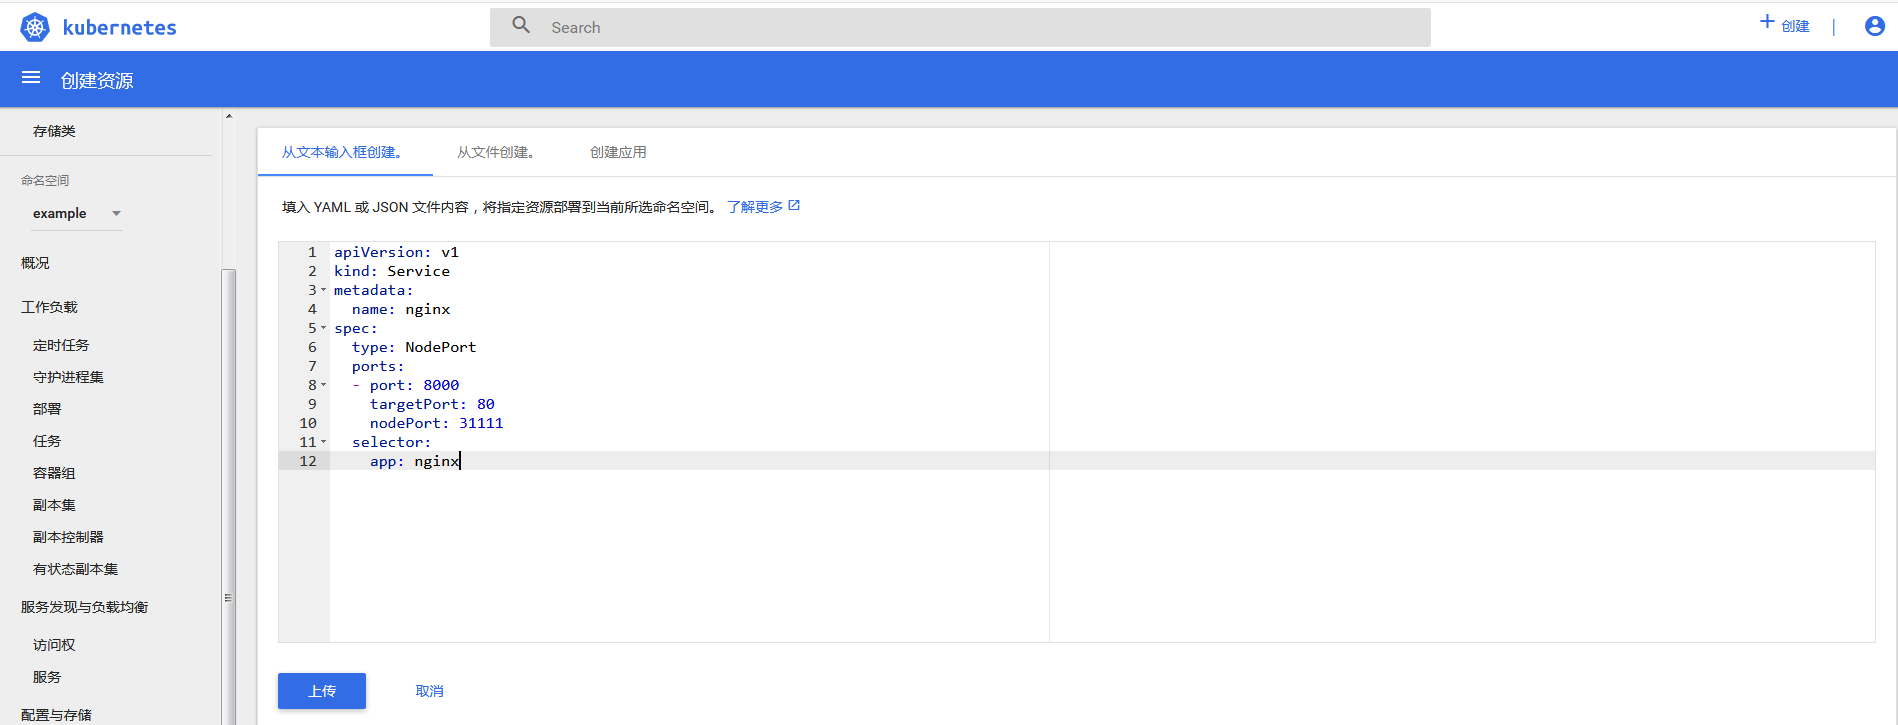 kubernetes
Search
+ 创建 |
创建资源
存储类
命名空间
example
概况
工作负载
定时任务
守护进程集
部署
任务
容器组
副本集
副本控制器
有状态副本集
服务发现与负载均衡
访问权
服务
配置与存储
从文本输入框创建。 从文件创建。 创建应用
填入 YAML 或 JSON 文件内容，将指定资源部署到当前所选命名空间。 了解更多
1 apiVersion: v1
2 kind: Service
3 metadata:
4   name: nginx
5 spec:
6   type: NodePort
7   ports:
8   - port: 8000
9     targetPort: 80
10     nodePort: 31111
11   selector:
12     app: nginx
上传 取消